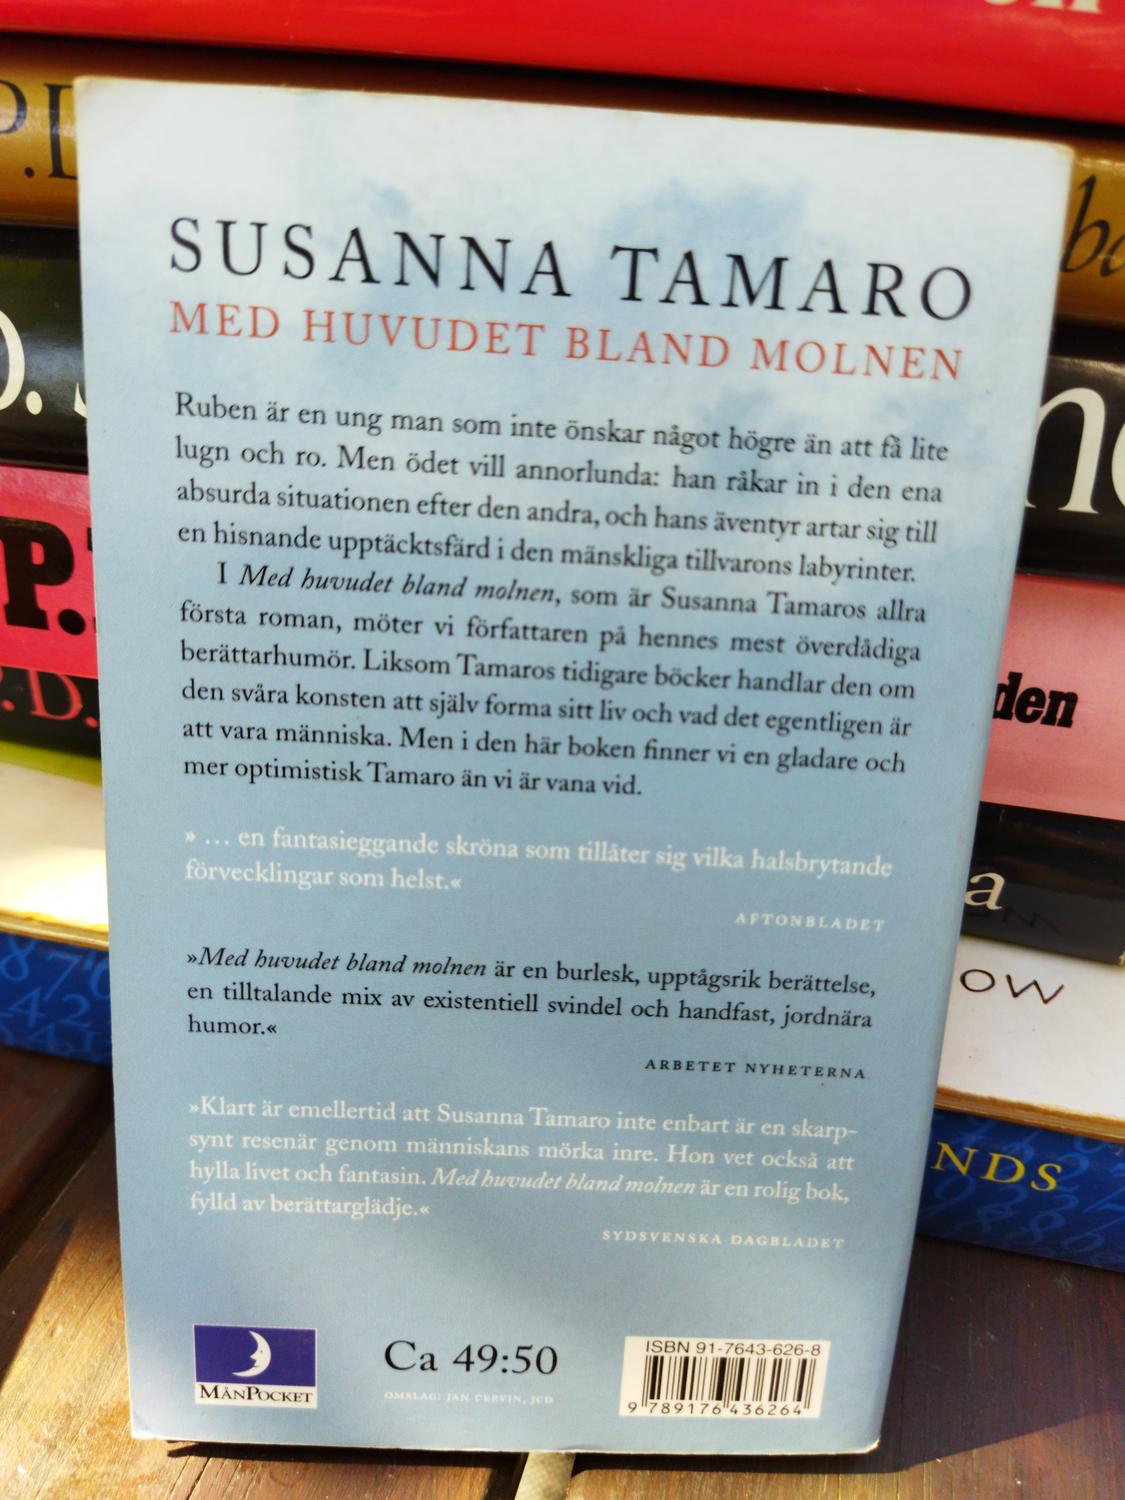 SUSANNA TAMARO
MED HUVUDET BLAND MOLNEN
Ruben är en ung man som inte önskar något högre än att få lite
lugn och ro. Men ödet vill annorlunda: han råkar in i den ena
absurda situationen efter den andra, och hans äventyr artar sig till
en hisnande upptäcktsfärd i den mänskliga tillvarons labyrinter.
I Med huvudet bland molnen, som är Susanna Tamaros allra
första roman, möter vi författaren på hennes mest överdådiga
berättarhumör. Liksom Tamaros tidigare böcker handlar den om
den svåra konsten att själv forma sitt liv och vad det egentligen är
att vara människa. Men i den här boken finner vi en gladare och
mer optimistisk Tamaro än vi är vana vid.
» ... en fantasieggande skröna som tillåter sig vilka halsbrytande
förvecklingar som helst.«
AFTONBLADET
»Med huvudet bland molnen är en burlesk, upptågsrik berättelse,
en tilltalande mix av existentiell svindel och handfast, jordnära
humor.«
ARBETET NYHETERNA
»Klart är emellertid att Susanna Tamaro inte enbart är en skarp-
synt resenär genom människans mörka inre. Hon vet också att
hylla livet och fantasin. Med huvudet bland molnen är en rolig bok,
fylld av berättarglädje.«
SYDSVENSKA DAGBLADET
MÅNPOCKET
Ca 49:50
OMSLAG: JAN CERVIN, JCD
ISBN 91-7643-626-8
9 789176 436264
P.D
P.
.D.
den
a
OW
NDS